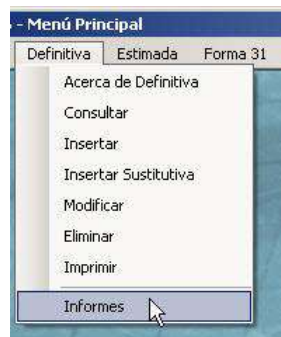 - Menú Principal
Definitiva Estimada Forma 31
Acerca de Definitiva
Consultar
Insertar
Insertar Sustitutiva
Modificar
Eliminar
Imprimir
Informes